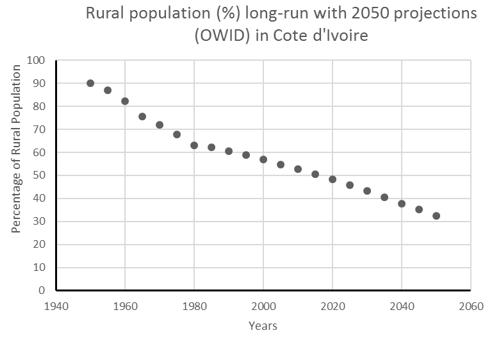 Rural population (%) long-run with 2050 projections
(OWID) in Cote d'Ivoire
Percentage of Rural Population
100
90
80
70
60
50
40
30
20
10
0
1940 1960 1980 2000 2020 2040 2060
Years